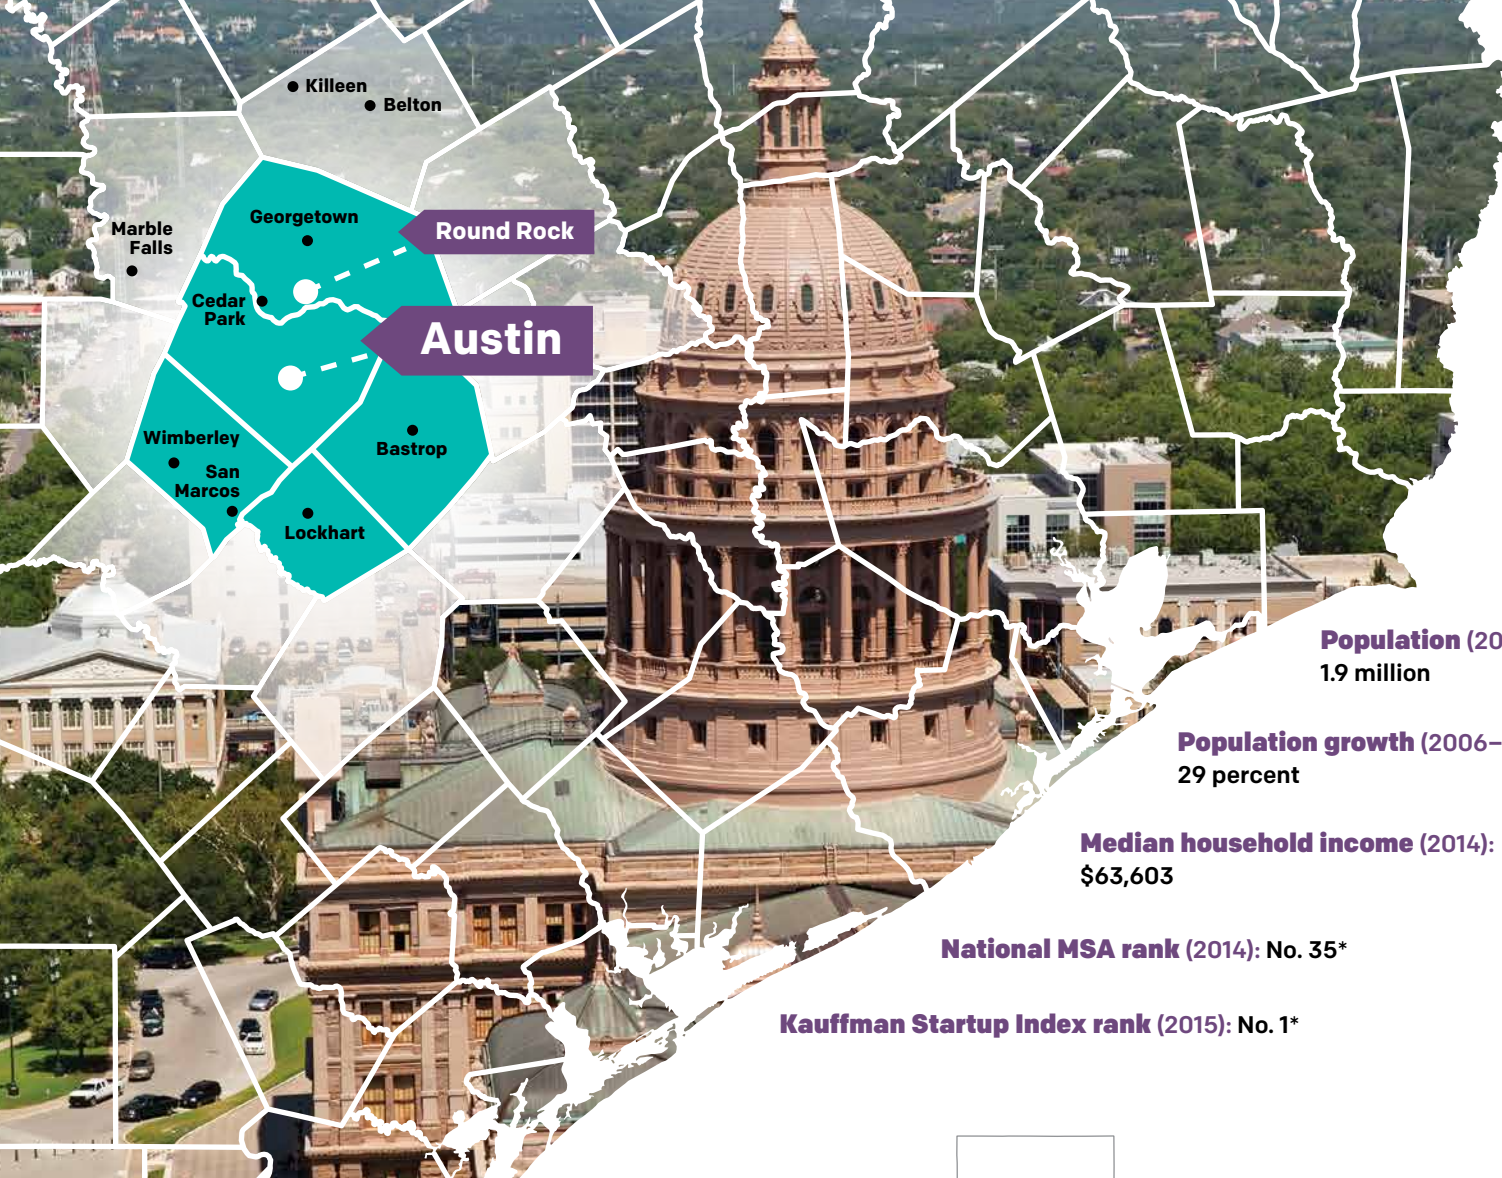 Killeen
Belton
Georgetown
Round Rock
Marble
Falls
Cedar
Park
Austin
Wimberley
San
Marcos
Bastrop
Lockhart
Population (20
1.9 million
Population growth (2006–
29 percent
Median household income (2014):
$63,603
National MSA rank (2014): No. 35*
Kauffman Startup Index rank (2015): No. 1*